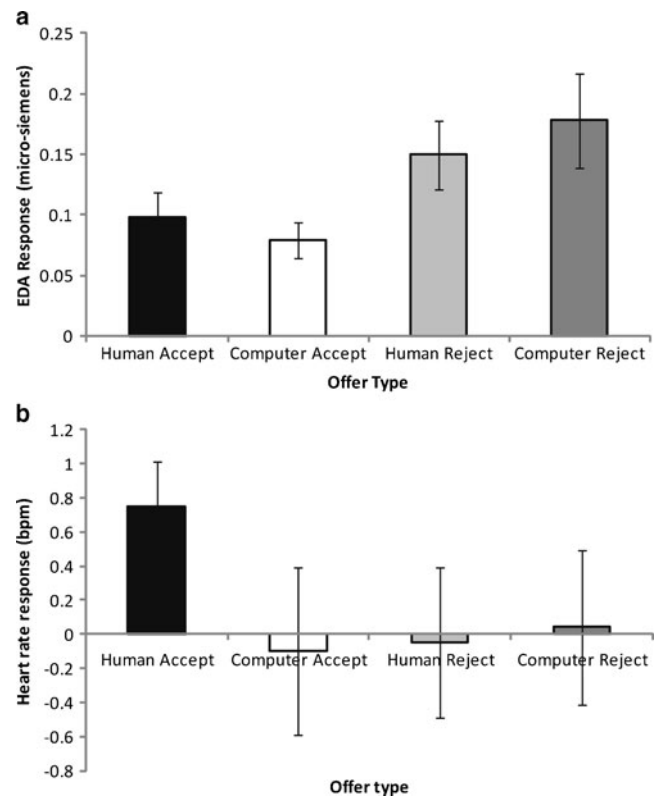 a
EDA Response (micro-siemens)
0.25
0.2
0.15
0.1
0.05
0
Human Accept Computer Accept Human Reject Computer Reject
Offer Type
b
Heart rate response (bpm)
1.2
1
0.8
0.6
0.4
0.2
0
-0.2
-0.4
-0.6
-0.8
Human Accept Computer Accept Human Reject Computer Reject
Offer type